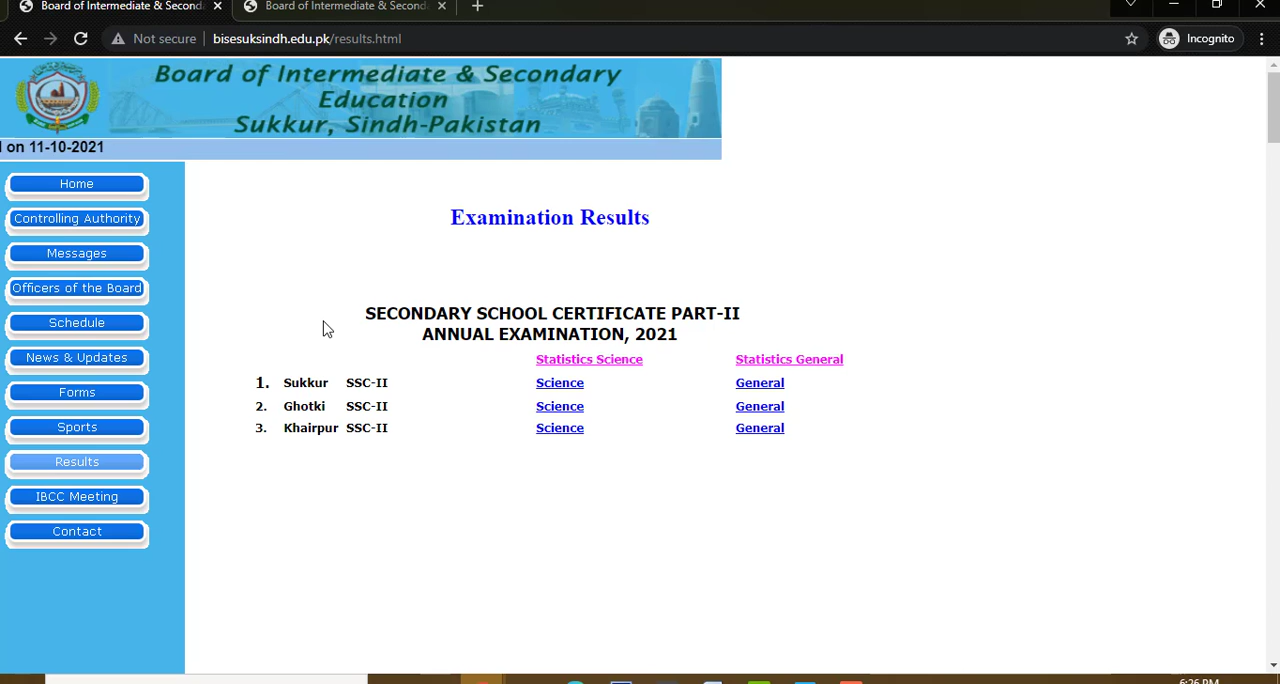 Board of Intermediate & Second
Board of Intermediate & Second
Not secure
bisesuksindh.edu.pk/results.html
Incognito
Board of Intermediate & Secondary
Education
Sukkur, Sindh-Pakistan
on 11-10-2021
Home
Controlling Authority
Messages
Officers of the Board
Schedule
News & Updates
Forms
Sports
Results
IBCC Meeting
Contact
Examination Results
SECONDARY SCHOOL CERTIFICATE PART-II
ANNUAL EXAMINATION, 2021
Statistics Science Statistics General
1. Sukkur SSC-II Science General
2. Ghotki SSC-II Science General
3. Khairpur SSC-II Science General
6:26 PM